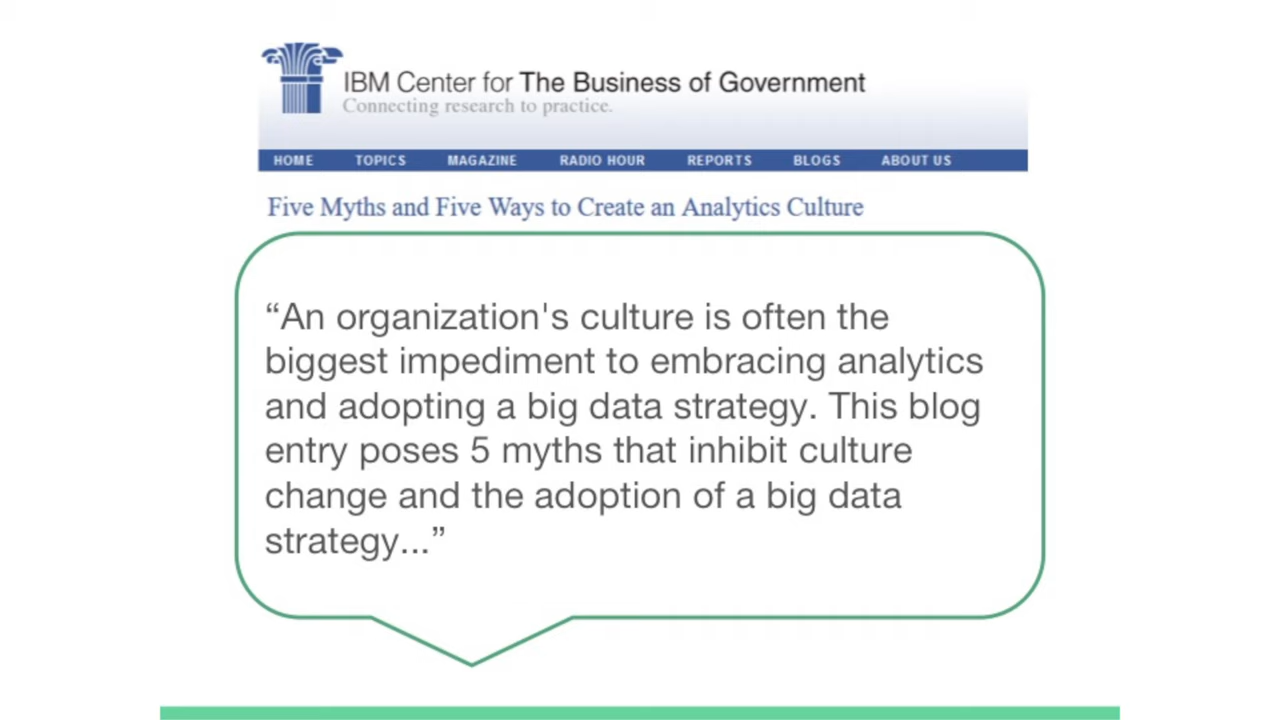 IBM Center for The Business of Government
Connecting research to practice.
HOME TOPICS MAGAZINE RADIO HOUR REPORTS BLOGS ABOUT US
Five Myths and Five Ways to Create an Analytics Culture
“An organization's culture is often the
biggest impediment to embracing analytics
and adopting a big data strategy. This blog
entry poses 5 myths that inhibit culture
change and the adoption of a big data
strategy...”